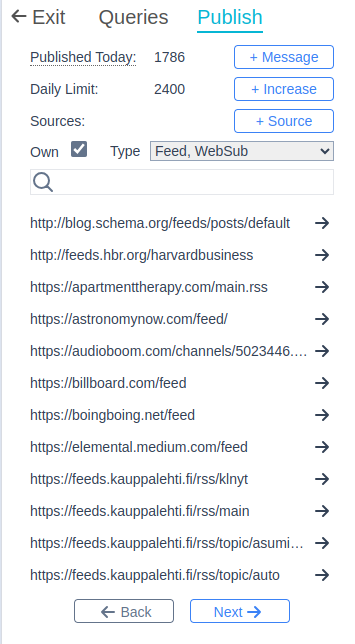 Exit Queries Publish
Published Today: 1786 + Message
Daily Limit: 2400 + Increase
Sources: + Source
Own Type Feed, WebSub
http://blog.schema.org/feeds/posts/default
http://feeds.hbr.org/harvardbusiness
https://apartmenttherapy.com/main.rss
https://astronomynow.com/feed/
https://audioboom.com/channels/5023446....
https://billboard.com/feed
https://boingboing.net/feed
https://elemental.medium.com/feed
https://feeds.kauppalehti.fi/rss/klnyt
https://feeds.kauppalehti.fi/rss/main
https://feeds.kauppalehti.fi/rss/topic/asumi...
https://feeds.kauppalehti.fi/rss/topic/auto
Back Next